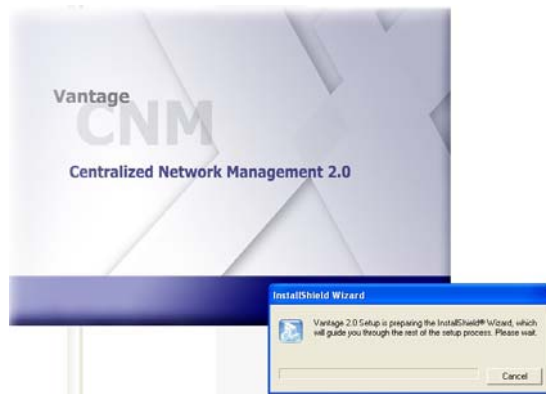 Vantage
CNM
Centralized Network Management 2.0
InstallShield Wizard
Vantage 2.0 Setup is preparing the InstallShield® Wizard, which
will guide you through the rest of the setup process. Please wait.
Cancel